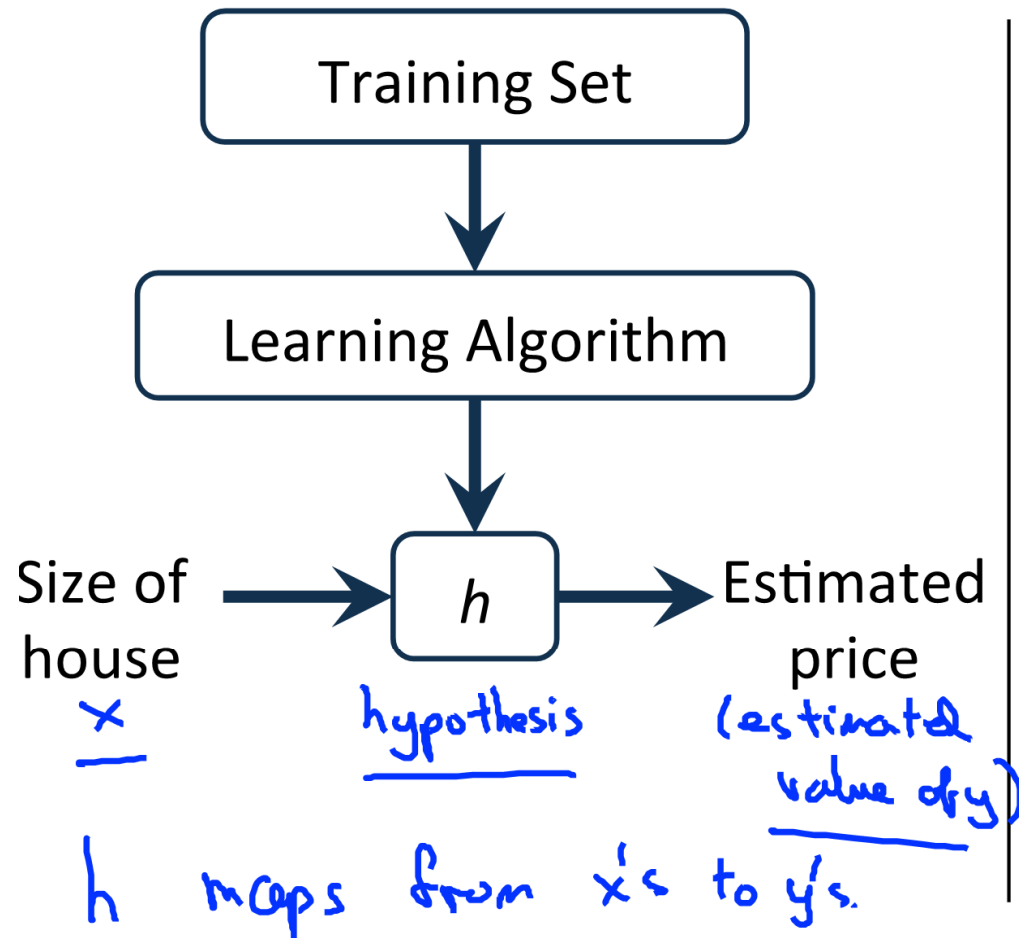 Training Set
Learning Algorithm
Size of
house
h
Estimated
price
x
hypothesis
(estimated
value of y)
h maps from x's to y's.